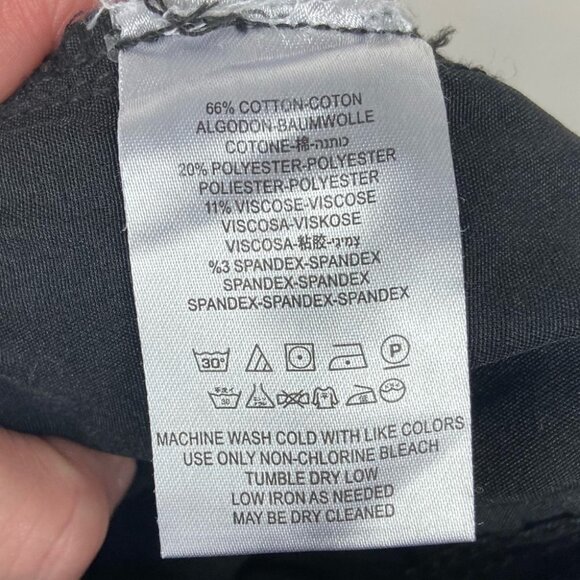 66% COTTON-COTON
ALGODON-BAUMWOLLE
COTONE-棉-כותנה
20% POLYESTER-POLYESTER
POLIESTER-POLYESTER
11% VISCOSE-VISCOSE
VISCOSA-VISKOSE
VISCOSA-粘胶-צמיגי
%3 SPANDEX-SPANDEX
SPANDEX-SPANDEX
SPANDEX-SPANDEX-SPANDEX
30° P
30
MACHINE WASH COLD WITH LIKE COLORS
USE ONLY NON-CHLORINE BLEACH
TUMBLE DRY LOW
LOW IRON AS NEEDED
MAY BE DRY CLEANED